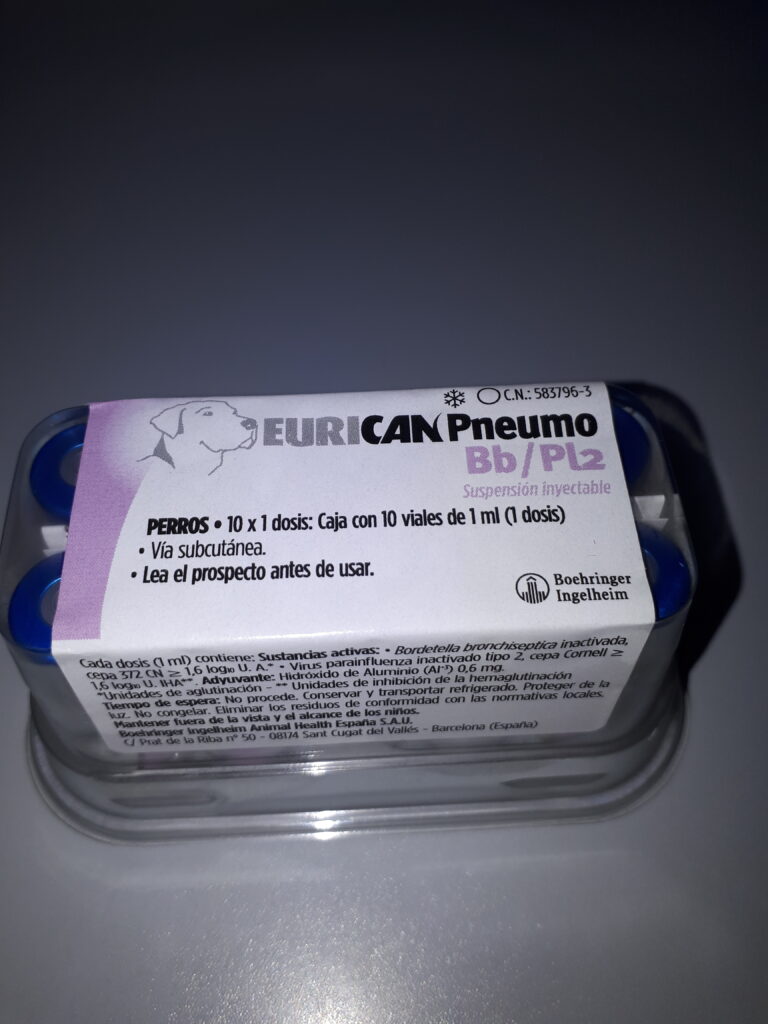 C.N.: 583796-3
EURICAN Pneumo
Bb/PI2
Suspensión inyectable
PERROS • 10 x 1 dosis: Caja con 10 viales de 1 ml (1 dosis)
• Vía subcutánea.
• Lea el prospecto antes de usar.
Boehringer
Ingelheim
Cada dosis (1 ml) contiene: Sustancias activas: • Bordetella bronchiseptica inactivada,
cepa 372 CN ≥ 1,6 log₁₀ U. A.* • Virus parainfluenza inactivado tipo 2, cepa Cornell ≥
1,6 log₁₀ U. IHA**. Adyuvante: Hidróxido de Aluminio (Al⁺³) 0,6 mg.
*Unidades de aglutinación - ** Unidades de inhibición de la hemaglutinación
Tiempo de espera: No procede. Conservar y transportar refrigerado. Proteger de la
luz. No congelar. Eliminar los residuos de conformidad con las normativas locales.
Mantener fuera de la vista y el alcance de los niños.
Boehringer Ingelheim Animal Health España S.A.U.
C/ Prat de la Riba nº 50 - 08174 Sant Cugat del Vallés - Barcelona (España)